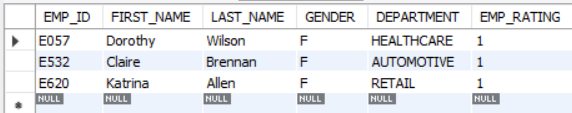 EMP_ID FIRST_NAME LAST_NAME GENDER DEPARTMENT EMP_RATING
E057 Dorothy Wilson F HEALTHCARE 1
E532 Claire Brennan F AUTOMOTIVE 1
E620 Katrina Allen F RETAIL 1
NULL NULL NULL NULL NULL NULL